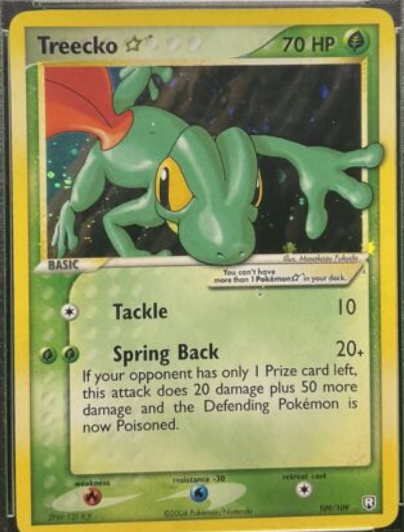 Treecko ☆ 70 HP
Illus. Masakazu Fukuda
BASIC
You can't have
more than 1 Pokémon ☆ in your deck.
Tackle 10
Spring Back 20+
If your opponent has only 1 Prize card left,
this attack does 20 damage plus 50 more
damage and the Defending Pokémon is
now Poisoned.
weakness resistance -30 retreat cost
©2004 Pokémon/Nintendo 109/109 R